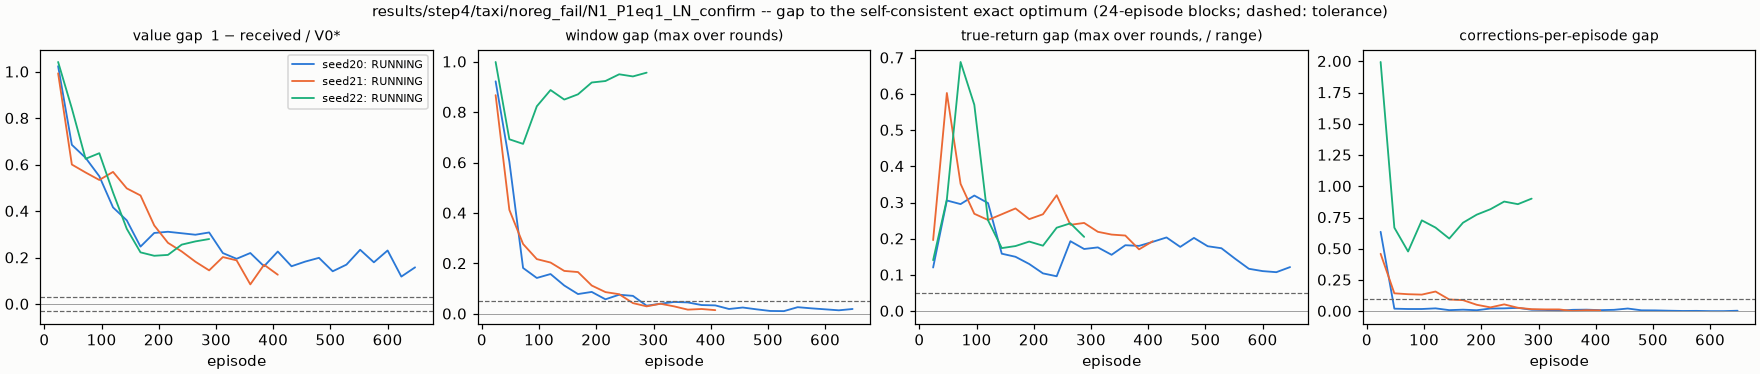 results/step4/taxi/noreg_fail/N1_P1eq1_LN_confirm -- gap to the self-consistent exact optimum (24-episode blocks; dashed: tolerance)
value gap  1 − received / V0*
1.0
0.8
0.6
0.4
0.2
0.0
seed20: RUNNING
seed21: RUNNING
seed22: RUNNING
0 100 200 300 400 500 600
episode
window gap (max over rounds)
1.0
0.8
0.6
0.4
0.2
0.0
0 100 200 300 400 500 600
episode
true-return gap (max over rounds, / range)
0.7
0.6
0.5
0.4
0.3
0.2
0.1
0.0
0 100 200 300 400 500 600
episode
corrections-per-episode gap
2.00
1.75
1.50
1.25
1.00
0.75
0.50
0.25
0.00
0 100 200 300 400 500 600
episode